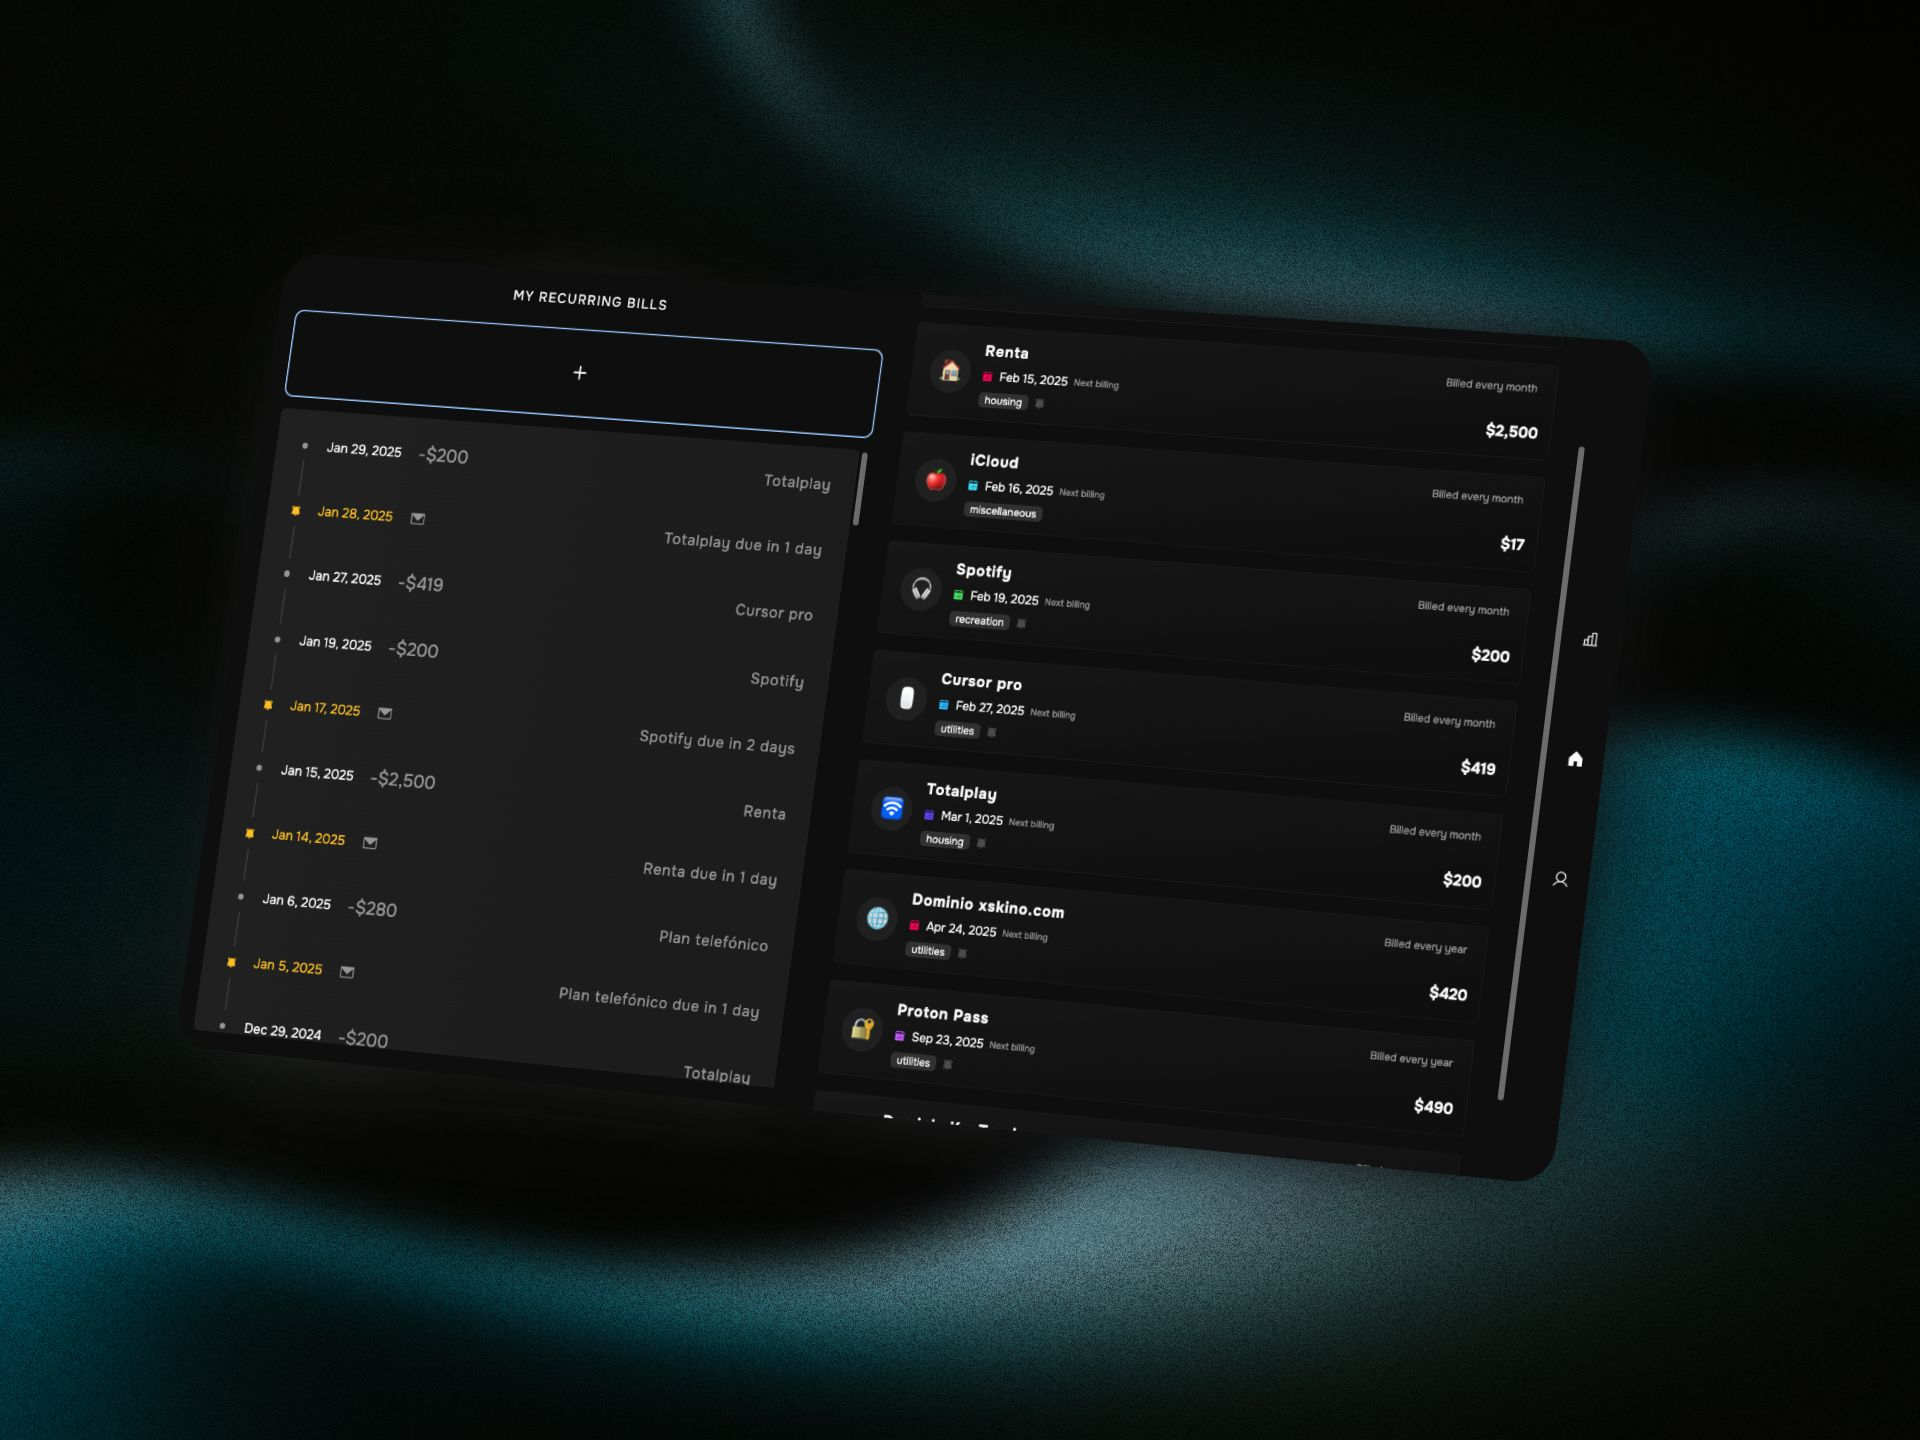 MY RECURRING BILLS
+
Jan 29, 2025 -$200
Totalplay
Jan 28, 2025
Totalplay due in 1 day
Jan 27, 2025 -$419
Cursor pro
Jan 19, 2025 -$200
Spotify
Jan 17, 2025
Spotify due in 2 days
Jan 15, 2025 -$2,500
Renta
Jan 14, 2025
Renta due in 1 day
Jan 6, 2025 -$280
Plan telefónico
Jan 5, 2025
Plan telefónico due in 1 day
Dec 29, 2024 -$200
Totalplay
Renta
Feb 15, 2025 Next billing
housing
Billed every month
$2,500
iCloud
Feb 16, 2025 Next billing
miscellaneous
Billed every month
$17
Spotify
Feb 19, 2025 Next billing
recreation
Billed every month
$200
Cursor pro
Feb 27, 2025 Next billing
utilities
Billed every month
$419
Totalplay
Mar 1, 2025 Next billing
housing
Billed every month
$200
Dominio xskino.com
Apr 24, 2025 Next billing
utilities
Billed every year
$420
Proton Pass
Sep 23, 2025 Next billing
utilities
Billed every year
$490